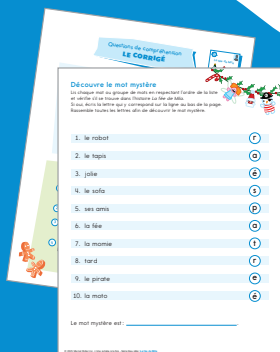 Questions de compréhension
LE CORRIGÉ
Découvre le mot mystère
Lis chaque mot ou groupe de mots en respectant l'ordre de la liste
et vérifie s'il se trouve dans l'histoire La fée de Mila.
Si oui, écris la lettre qui y correspond sur la ligne au bas de la page.
Rassemble toutes les lettres afin de découvrir le mot mystère.
1. le robot r
2. le tapis a
3. jolie é
4. le sofa s
5. ses amis p
6. la fée a
7. la momie t
8. tard r
9. le pirate e
10. la moto é
Le mot mystère est :